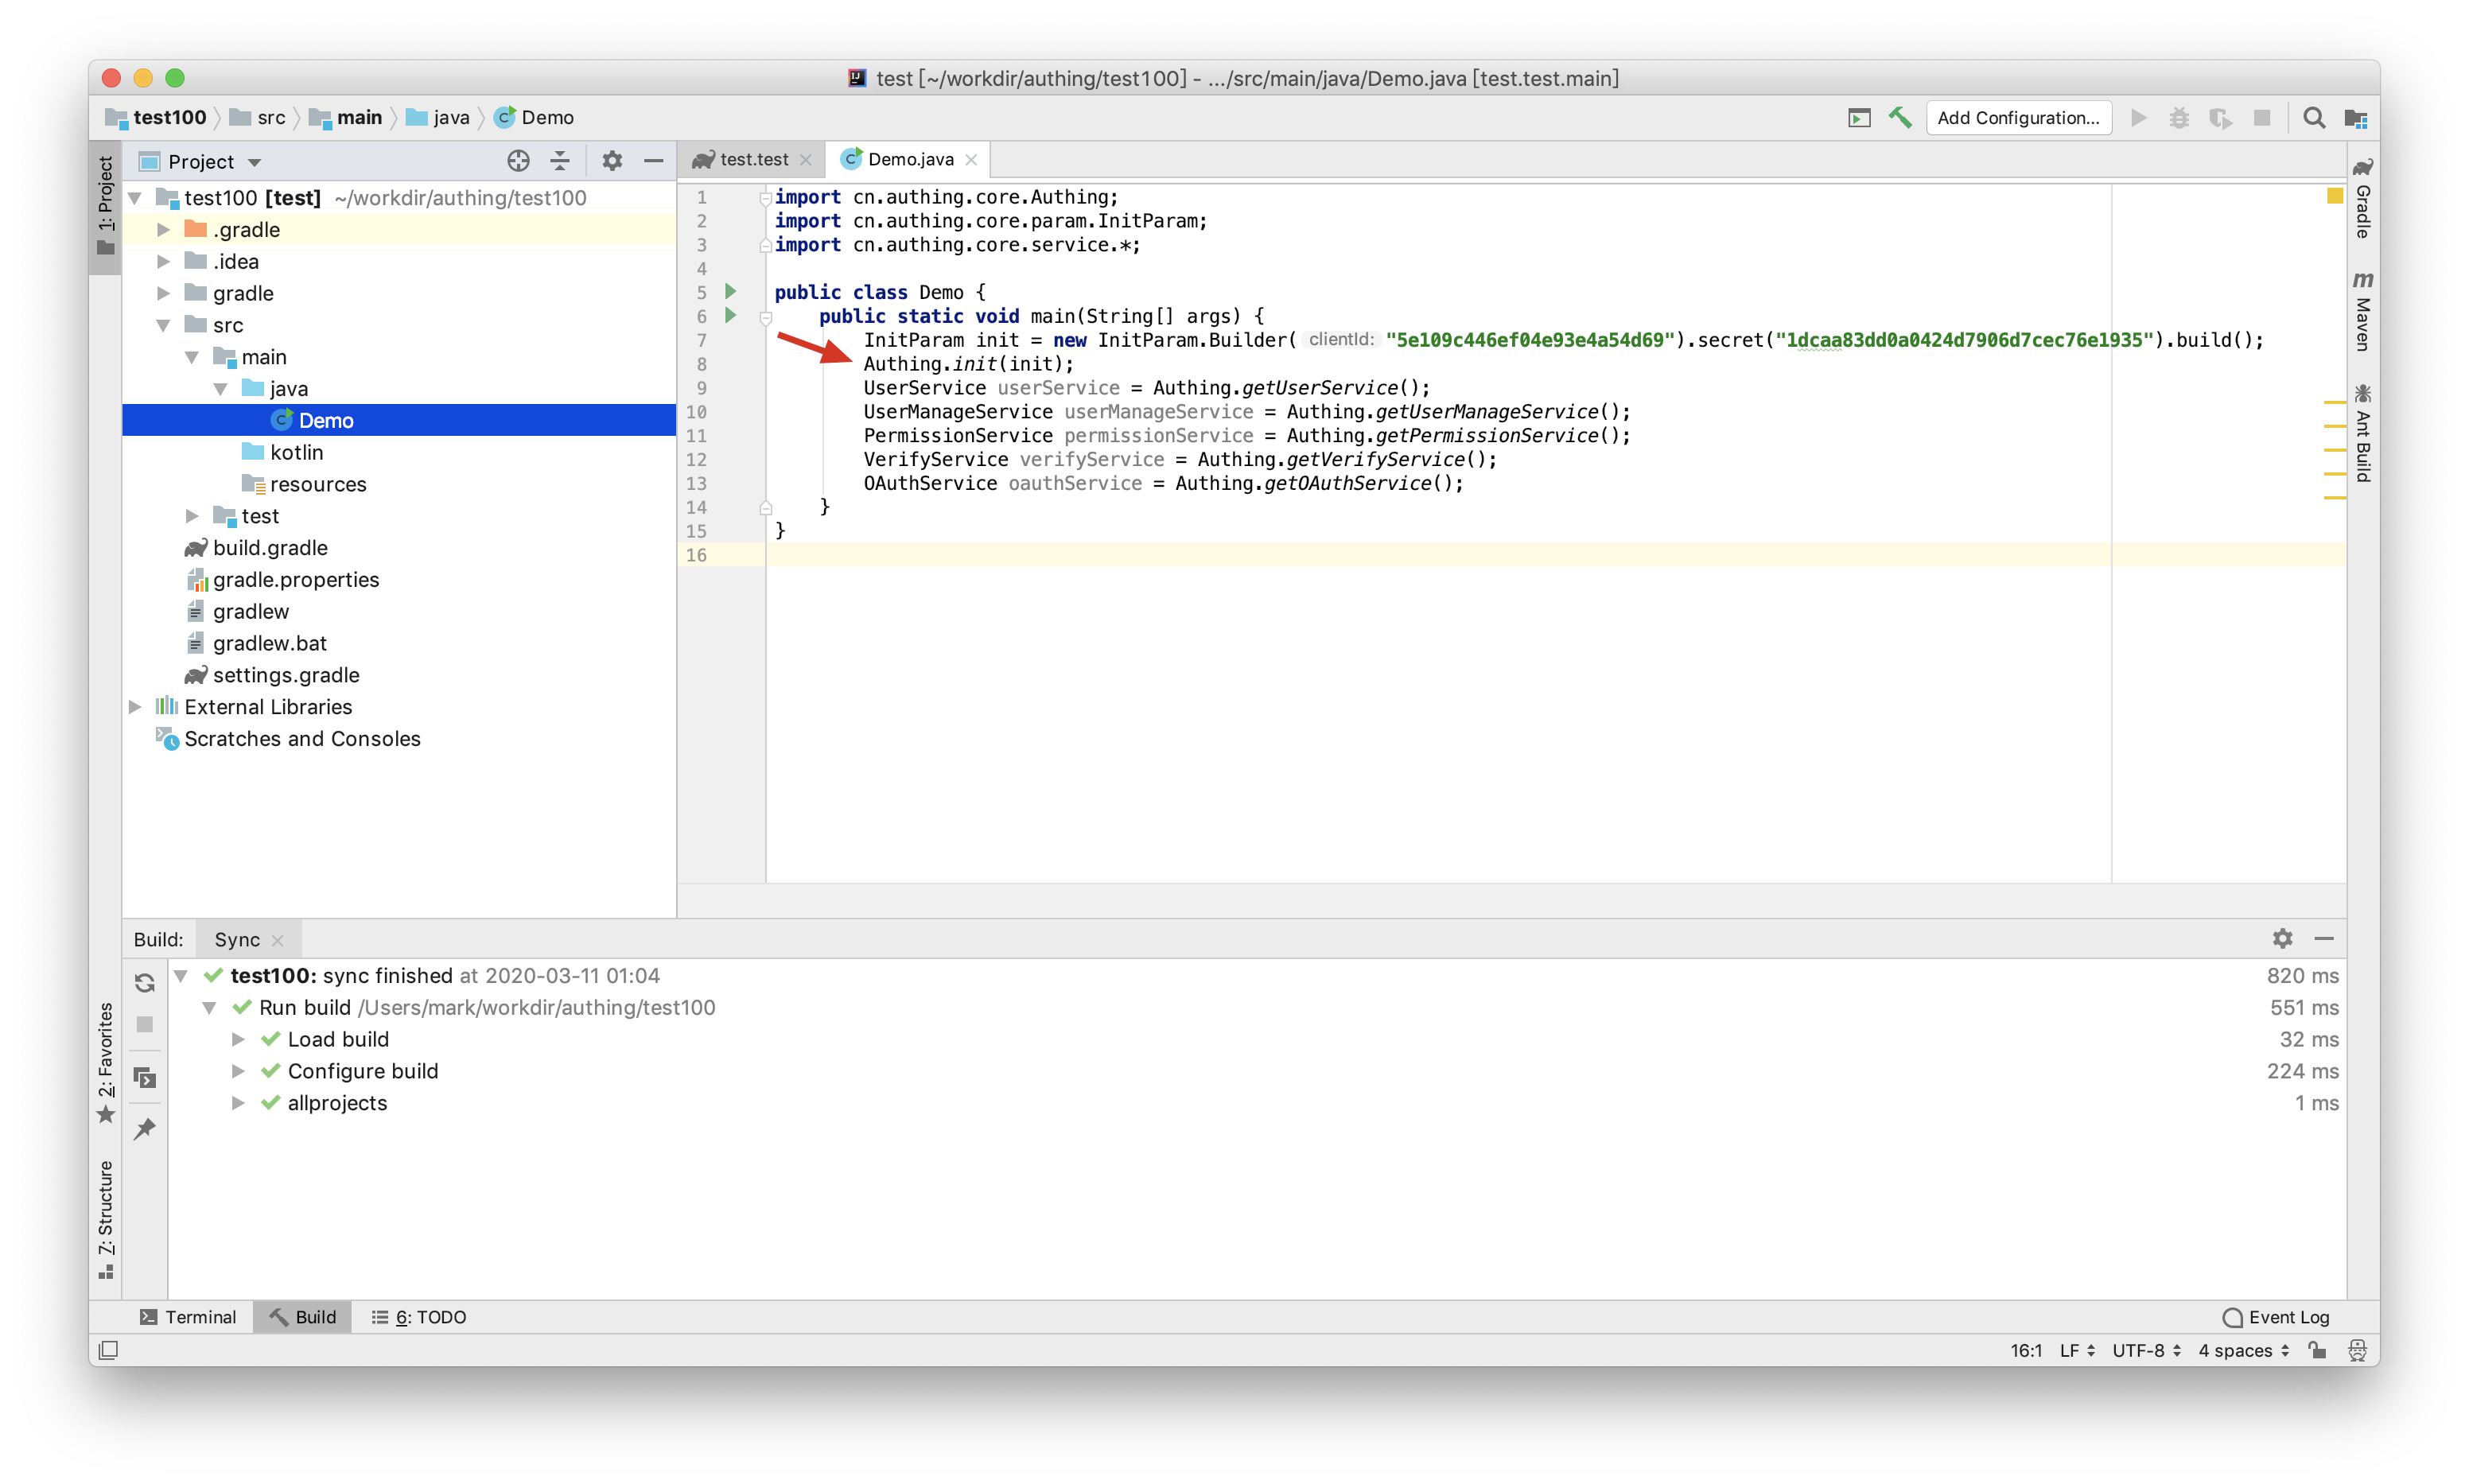 test [~/workdir/authing/test100] - .../src/main/java/Demo.java [test.test.main]
test100 src main java Demo
Add Configuration...
1: Project
Project
test100 [test] ~/workdir/authing/test100
.gradle
.idea
gradle
src
main
java
Demo
kotlin
resources
test
build.gradle
gradle.properties
gradlew
gradlew.bat
settings.gradle
External Libraries
Scratches and Consoles
test.test
Demo.java
1 import cn.authing.core.Authing;
2 import cn.authing.core.param.InitParam;
3 import cn.authing.core.service.*;
4
5 public class Demo {
6 public static void main(String[] args) {
7 InitParam init = new InitParam.Builder( clientId: "5e109c446ef04e93e4a54d69").secret("1dcaa83dd0a0424d7906d7cec76e1935").build();
8 Authing.init(init);
9 UserService userService = Authing.getUserService();
10 UserManageService userManageService = Authing.getUserManageService();
11 PermissionService permissionService = Authing.getPermissionService();
12 VerifyService verifyService = Authing.getVerifyService();
13 OAuthService oauthService = Authing.getOAuthService();
14 }
15 }
16
Gradle
m Maven
Ant Build
Build: Sync
test100: sync finished at 2020-03-11 01:04 820 ms
Run build /Users/mark/workdir/authing/test100 551 ms
Load build 32 ms
Configure build 224 ms
allprojects 1 ms
2: Favorites
7: Structure
Terminal Build 6: TODO Event Log
16:1 LF UTF-8 4 spaces